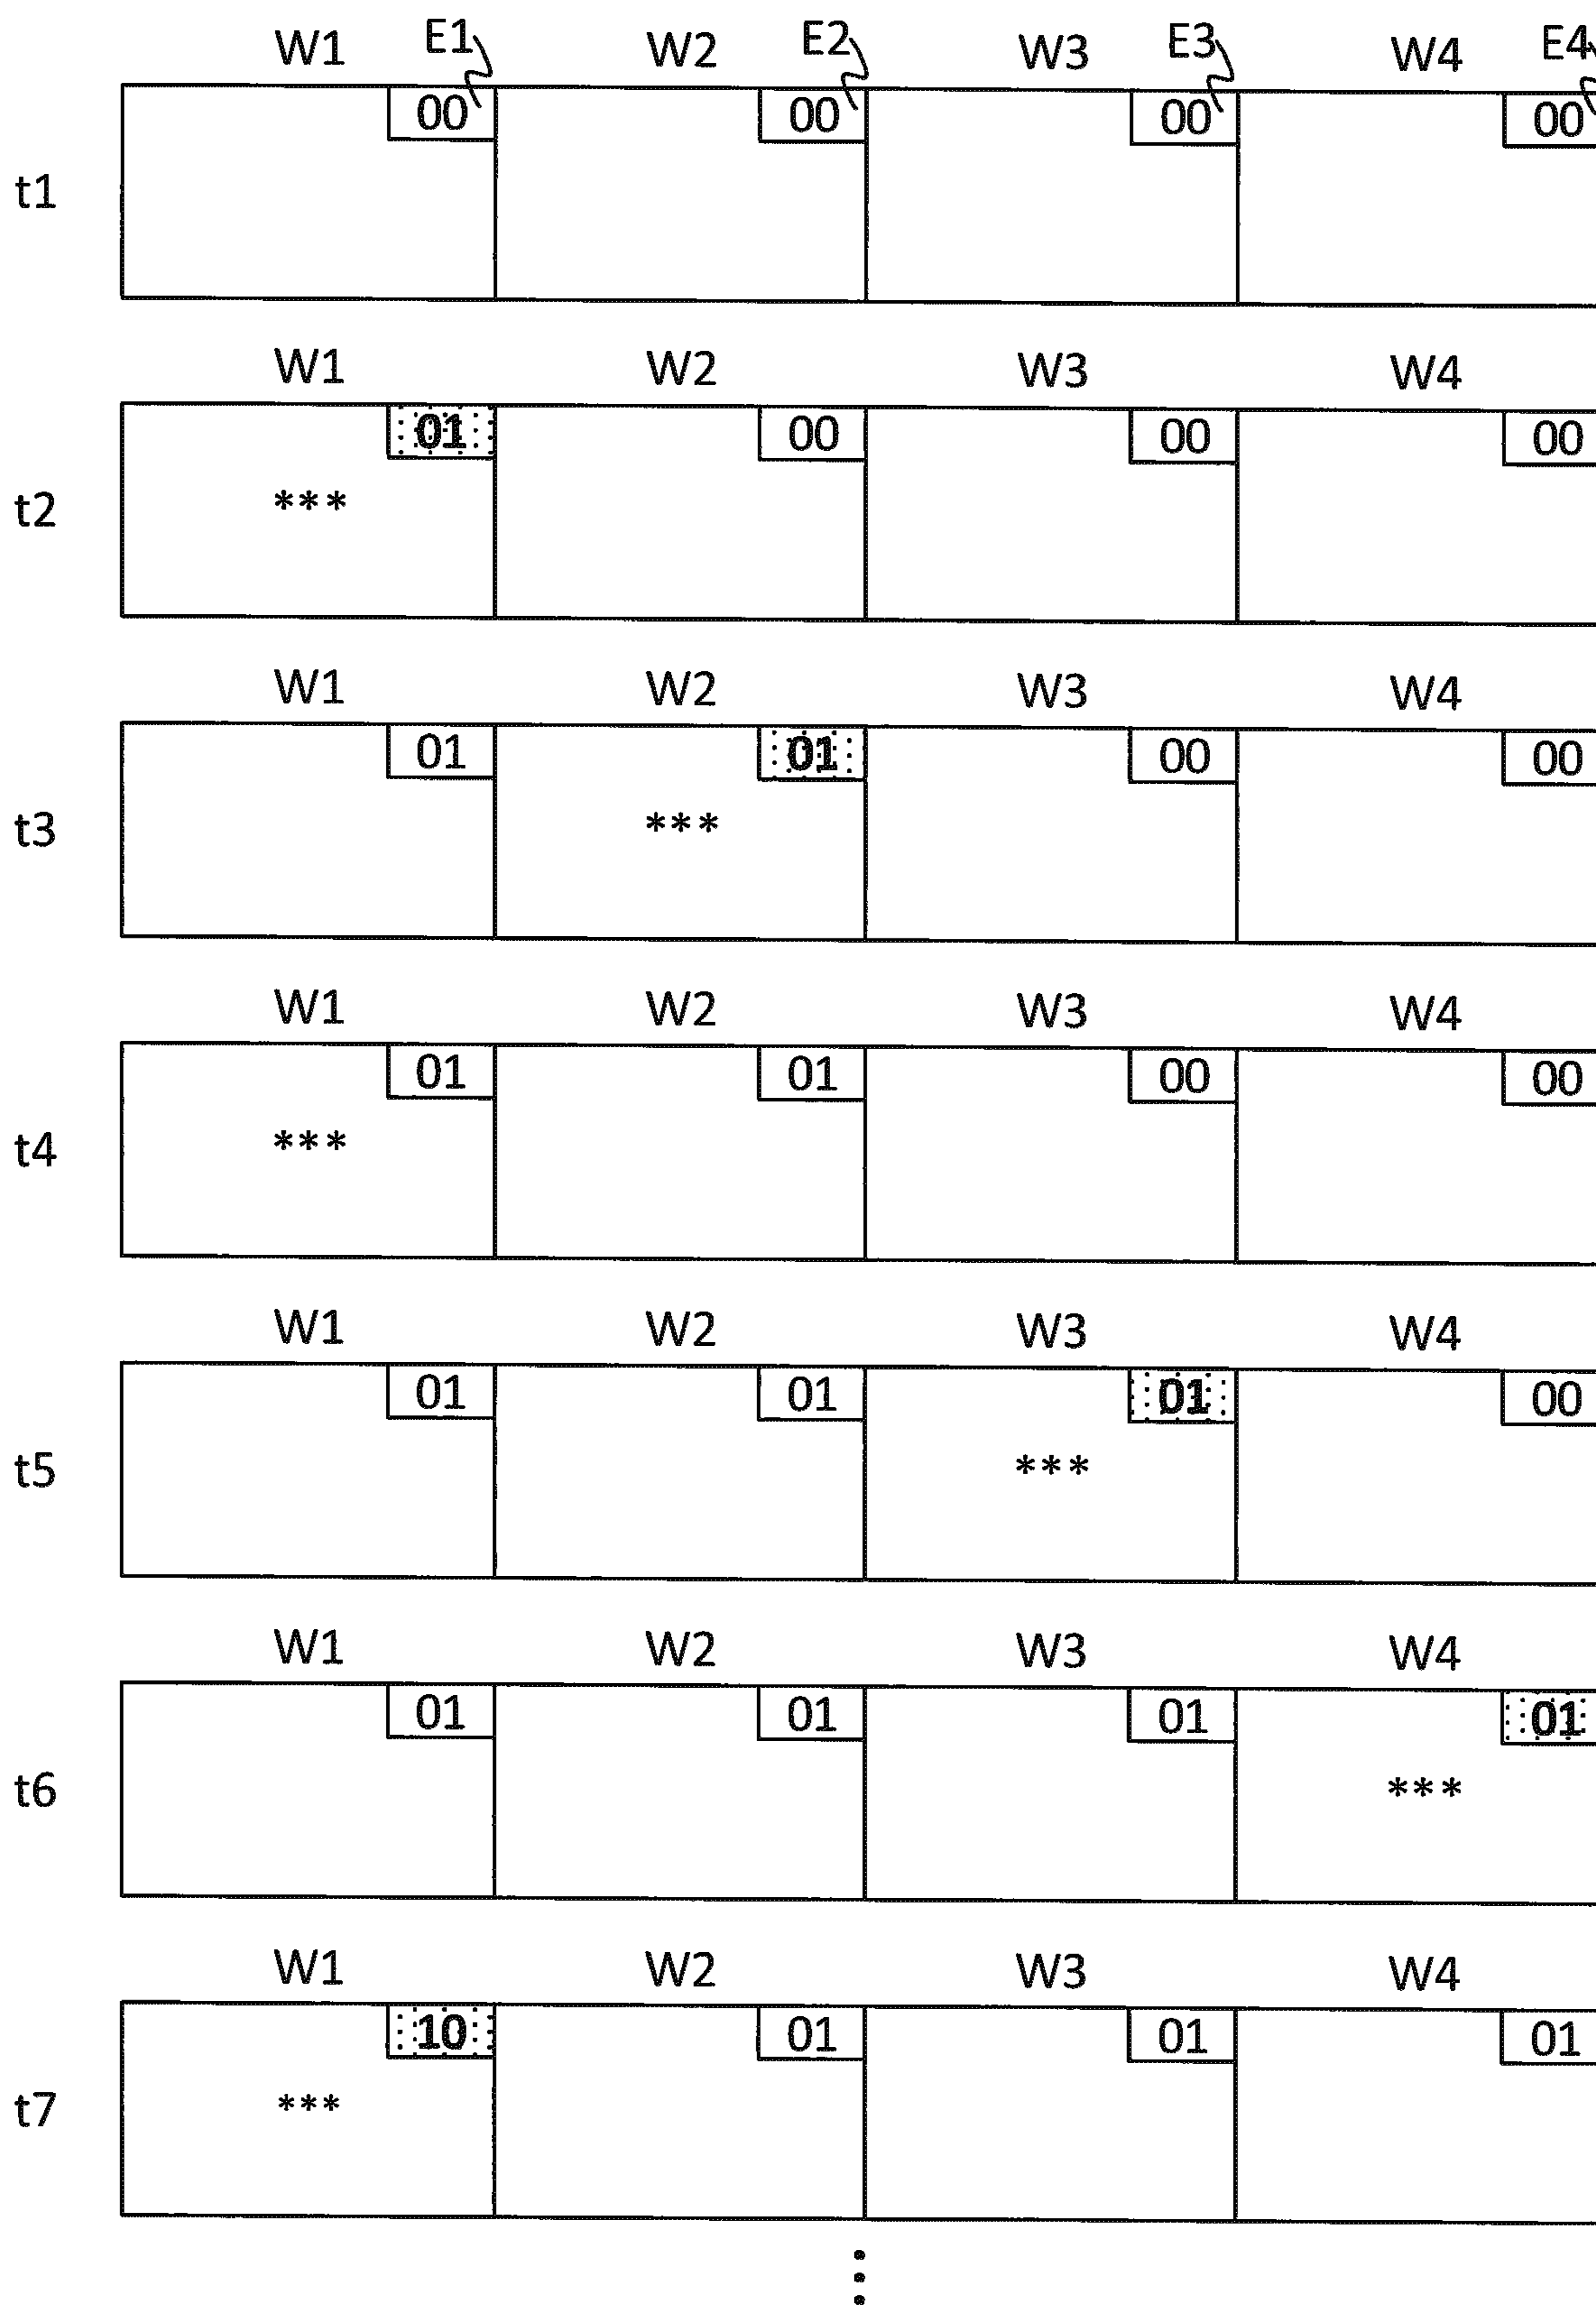 W1 E1 W2 E2 W3 E3 W4 E4
00 00 00 00
t1
W1 W2 W3 W4
01 00 00 00
t2 ***
W1 W2 W3 W4
01 01 00 00
t3 ***
W1 W2 W3 W4
01 01 00 00
t4 ***
W1 W2 W3 W4
01 01 01 00
t5 ***
W1 W2 W3 W4
01 01 01 01
t6 ***
W1 W2 W3 W4
10 01 01 01
t7 ***